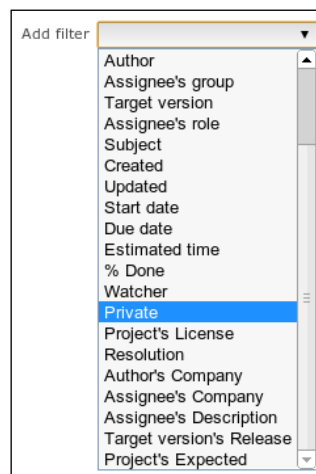 Add filter
Author
Assignee's group
Target version
Assignee's role
Subject
Created
Updated
Start date
Due date
Estimated time
% Done
Watcher
Private
Project's License
Resolution
Author's Company
Assignee's Company
Assignee's Description
Target version's Release
Project's Expected